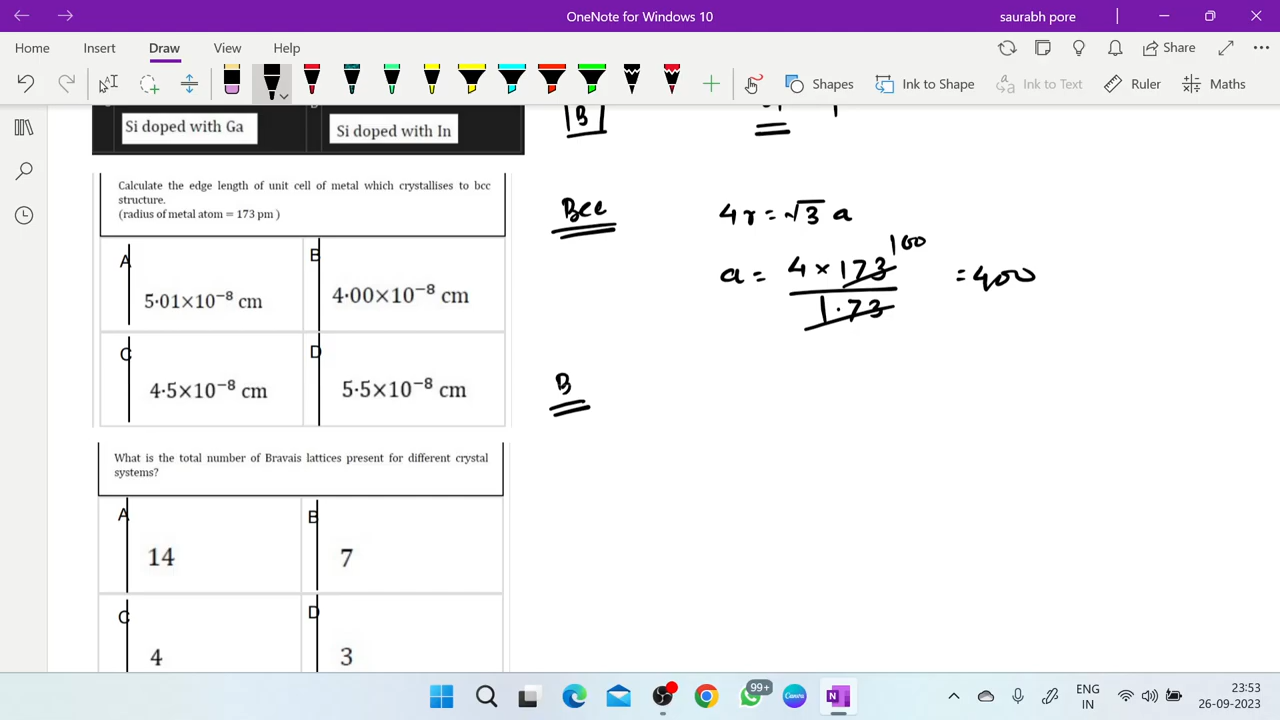 OneNote for Windows 10
saurabh pore
Home Insert Draw View Help
Share
Shapes
Ink to Shape
Ink to Text
Ruler
Maths
Si doped with Ga
Si doped with In
B
Calculate the edge length of unit cell of metal which crystallises to bcc
structure.
(radius of metal atom = 173 pm )
A
5·01×10⁻⁸ cm
B
4·00×10⁻⁸ cm
C
4·5×10⁻⁸ cm
D
5·5×10⁻⁸ cm
Bcc
4r = √3 a
a = 4 × 173 100
1.73
= 400
B
What is the total number of Bravais lattices present for different crystal
systems?
A
14
B
7
C
4
D
3
99+
ENG
IN
23:53
26-09-2023